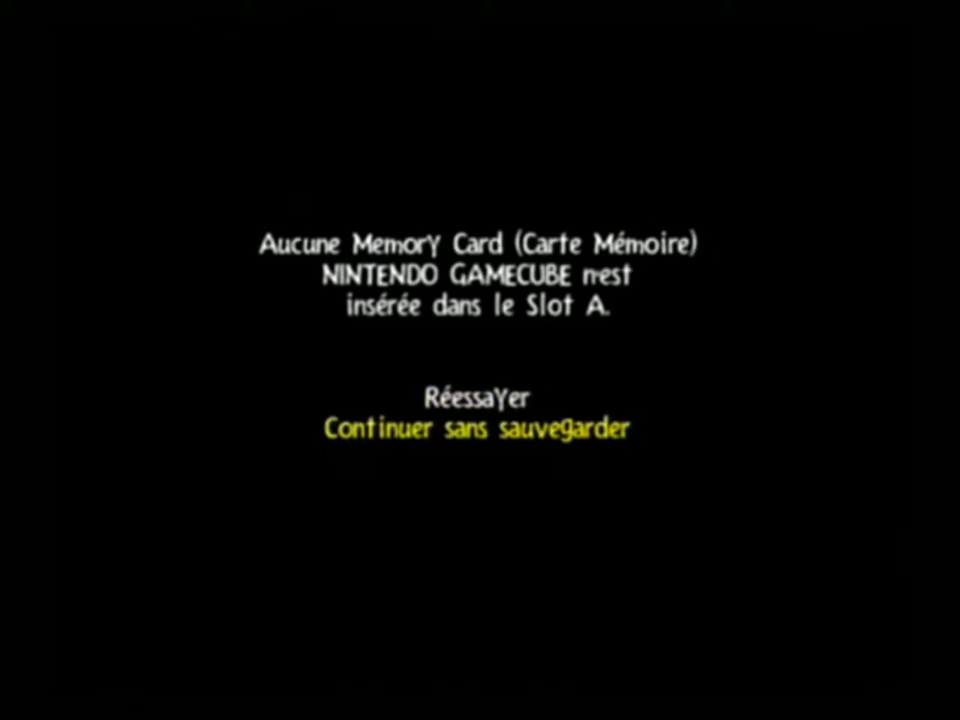 Aucune Memory Card (Carte Mémoire)
NINTENDO GAMECUBE n'est
insérée dans le Slot A.
Réessayer
Continuer sans sauvegarder